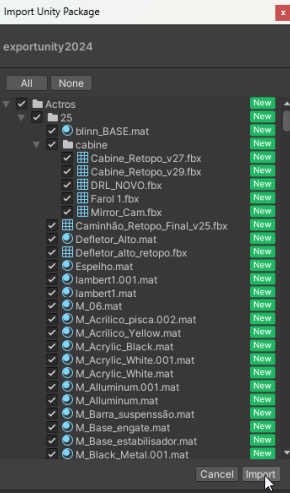 Import Unity Package
x
exportunity2024
All None
Actros New
25 New
blinn_BASE.mat New
cabine New
Cabine_Retopo_v27.fbx New
Cabine_Retopo_v29.fbx New
DRL_NOVO.fbx New
Farol 1.fbx New
Mirror_Cam.fbx New
Caminhão_Retopo_Final_v25.fbx New
Defletor_Alto.mat New
Defletor_alto_retopo.fbx New
Espelho.mat New
lambert1.001.mat New
lambert1.mat New
M_06.mat New
M_Acrilico_pisca.002.mat New
M_Acrilico_Yellow.mat New
M_Acrylic_Black.mat New
M_Acrylic_White.001.mat New
M_Acrylic_White.mat New
M_Alluminum.001.mat New
M_Alluminum.mat New
M_Barra_suspenssão.mat New
M_Base_engate.mat New
M_Base_estabilisador.mat New
M_Black_Metal.001.mat New
Cancel Import